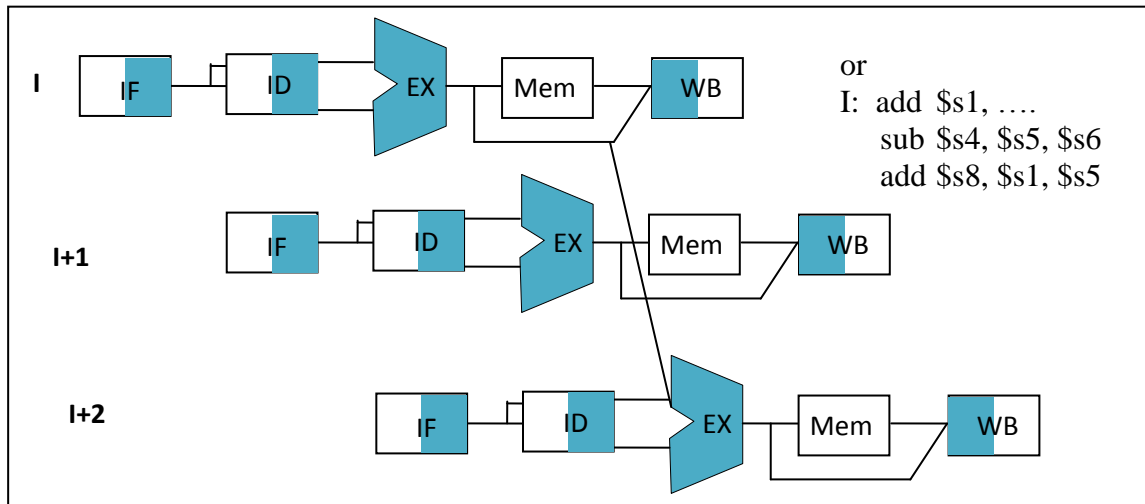 I
IF
ID
EX
Mem
WB
or
I: add $s1, ….
sub $s4, $s5, $s6
add $s8, $s1, $s5
I+1
IF
ID
EX
Mem
WB
I+2
IF
ID
EX
Mem
WB